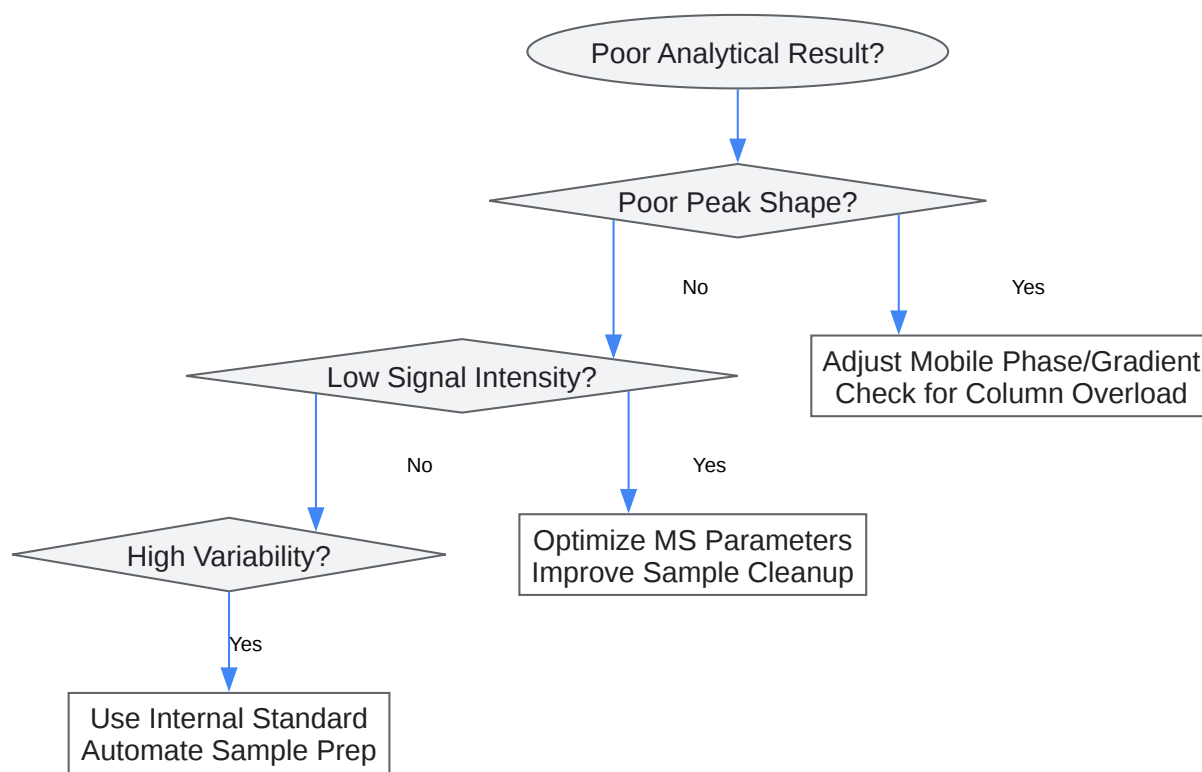 Poor Analytical Result?
Poor Peak Shape?
No
Yes
Adjust Mobile Phase/Gradient
Check for Column Overload
Low Signal Intensity?
No
Yes
Optimize MS Parameters
Improve Sample Cleanup
High Variability?
Yes
Use Internal Standard
Automate Sample Prep